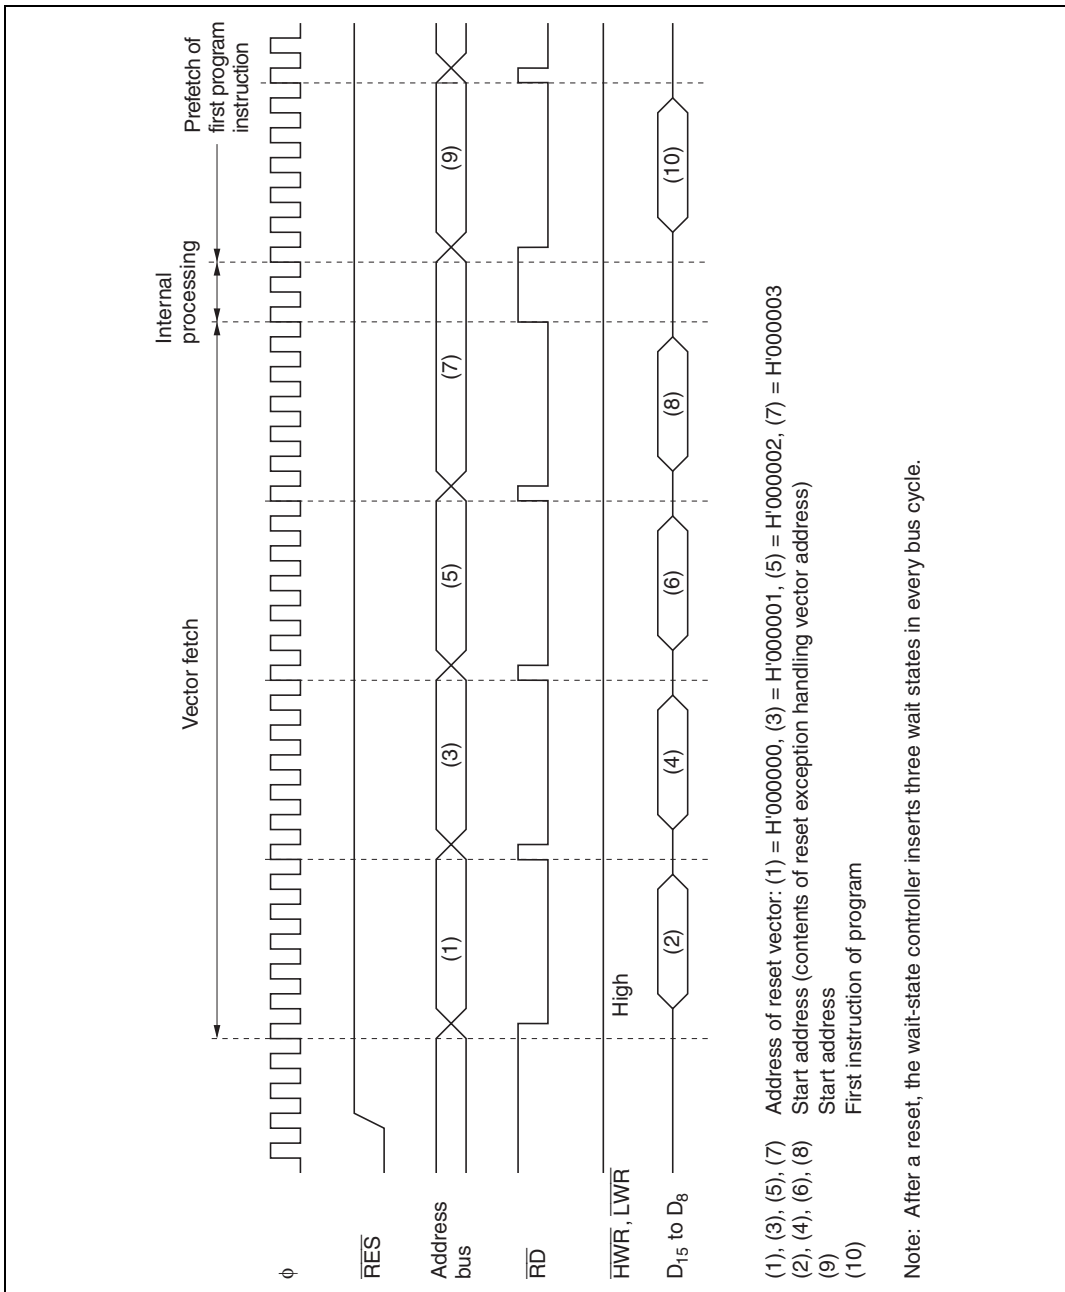 Vector fetch
Internal
processing
Prefetch of
first program
instruction
φ
RES
Address
bus
(1)
(3)
(5)
(7)
(9)
RD
HWR, LWR
High
D15 to D8
(2)
(4)
(6)
(8)
(10)
(1), (3), (5), (7) Address of reset vector: (1) = H'000000, (3) = H'000001, (5) = H'000002, (7) = H'000003
(2), (4), (6), (8) Start address (contents of reset exception handling vector address)
(9) Start address
(10) First instruction of program
Note: After a reset, the wait-state controller inserts three wait states in every bus cycle.